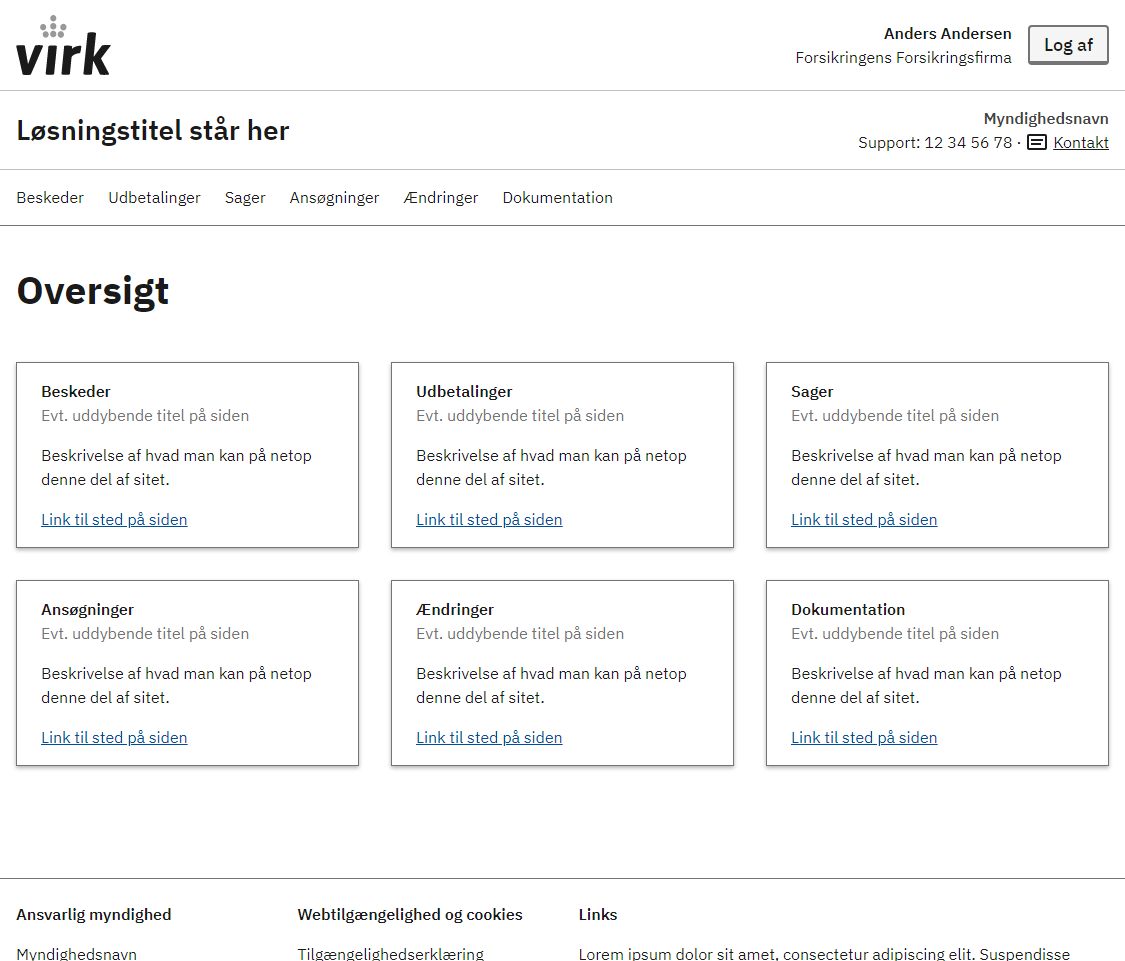 virk
Anders Andersen
Forsikringens Forsikringsfirma
Log af
Løsningstitel står her
Myndighedsnavn
Support: 12 34 56 78 · Kontakt
Beskeder Udbetalinger Sager Ansøgninger Ændringer Dokumentation
Oversigt
Beskeder
Evt. uddybende titel på siden
Beskrivelse af hvad man kan på netop
denne del af sitet.
Link til sted på siden
Udbetalinger
Evt. uddybende titel på siden
Beskrivelse af hvad man kan på netop
denne del af sitet.
Link til sted på siden
Sager
Evt. uddybende titel på siden
Beskrivelse af hvad man kan på netop
denne del af sitet.
Link til sted på siden
Ansøgninger
Evt. uddybende titel på siden
Beskrivelse af hvad man kan på netop
denne del af sitet.
Link til sted på siden
Ændringer
Evt. uddybende titel på siden
Beskrivelse af hvad man kan på netop
denne del af sitet.
Link til sted på siden
Dokumentation
Evt. uddybende titel på siden
Beskrivelse af hvad man kan på netop
denne del af sitet.
Link til sted på siden
Ansvarlig myndighed
Myndighedsnavn
Webtilgængelighed og cookies
Tilgængelighedserklæring
Links
Lorem ipsum dolor sit amet, consectetur adipiscing elit. Suspendisse